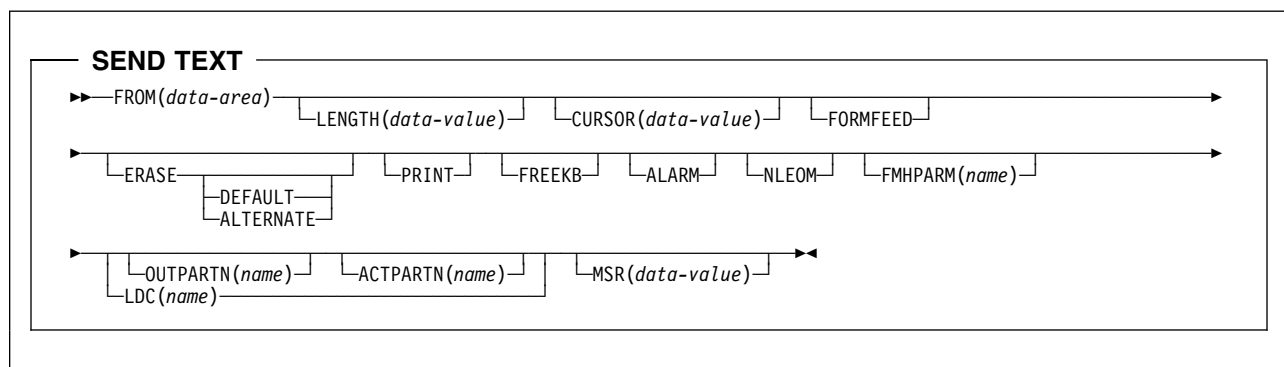 SEND TEXT
FROM(data-area)
LENGTH(data-value) CURSOR(data-value) FORMFEED
ERASE PRINT FREEKB ALARM NLEOM FMHPARM(name)
DEFAULT
ALTERNATE
OUTPARTN(name) ACTPARTN(name) MSR(data-value)
LDC(name)